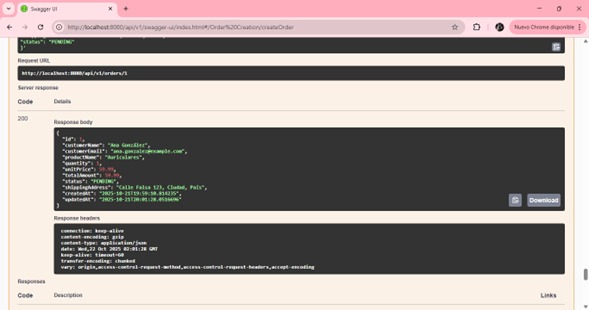 Swagger UI
localhost:8080/api/v1/swagger-ui/index.html#/Order%20Creation/createOrder
Nuevo Chrome disponible
"status": "PENDING"
}'
Request URL
http://localhost:8080/api/v1/orders/1
Server response
Code Details
200
Response body
{
"id": 1,
"customerName": "Ana González",
"customerEmail": "ana.gonzalez@example.com",
"productName": "Auriculares",
"quantity": 1,
"unitPrice": 59.99,
"totalAmount": 59.99,
"status": "PENDING",
"shippingAddress": "Calle Falsa 123, Ciudad, País",
"createdAt": "2025-10-21T19:59:10.814235",
"updatedAt": "2025-10-21T20:01:28.0516696"
}
Download
Response headers
connection: keep-alive
content-encoding: gzip
content-type: application/json
date: Wed,22 Oct 2025 02:01:28 GMT
keep-alive: timeout=60
transfer-encoding: chunked
vary: origin,access-control-request-method,access-control-request-headers,accept-encoding
Responses
Code Description Links